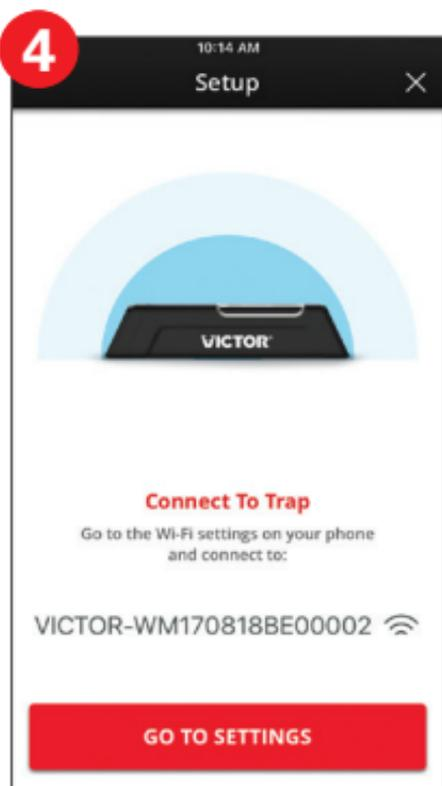 4
10:14 AM
Setup
VICTOR
Connect To Trap
Go to the Wi-Fi settings on your phone
and connect to:
VICTOR-WM170818BE00002
GO TO SETTINGS